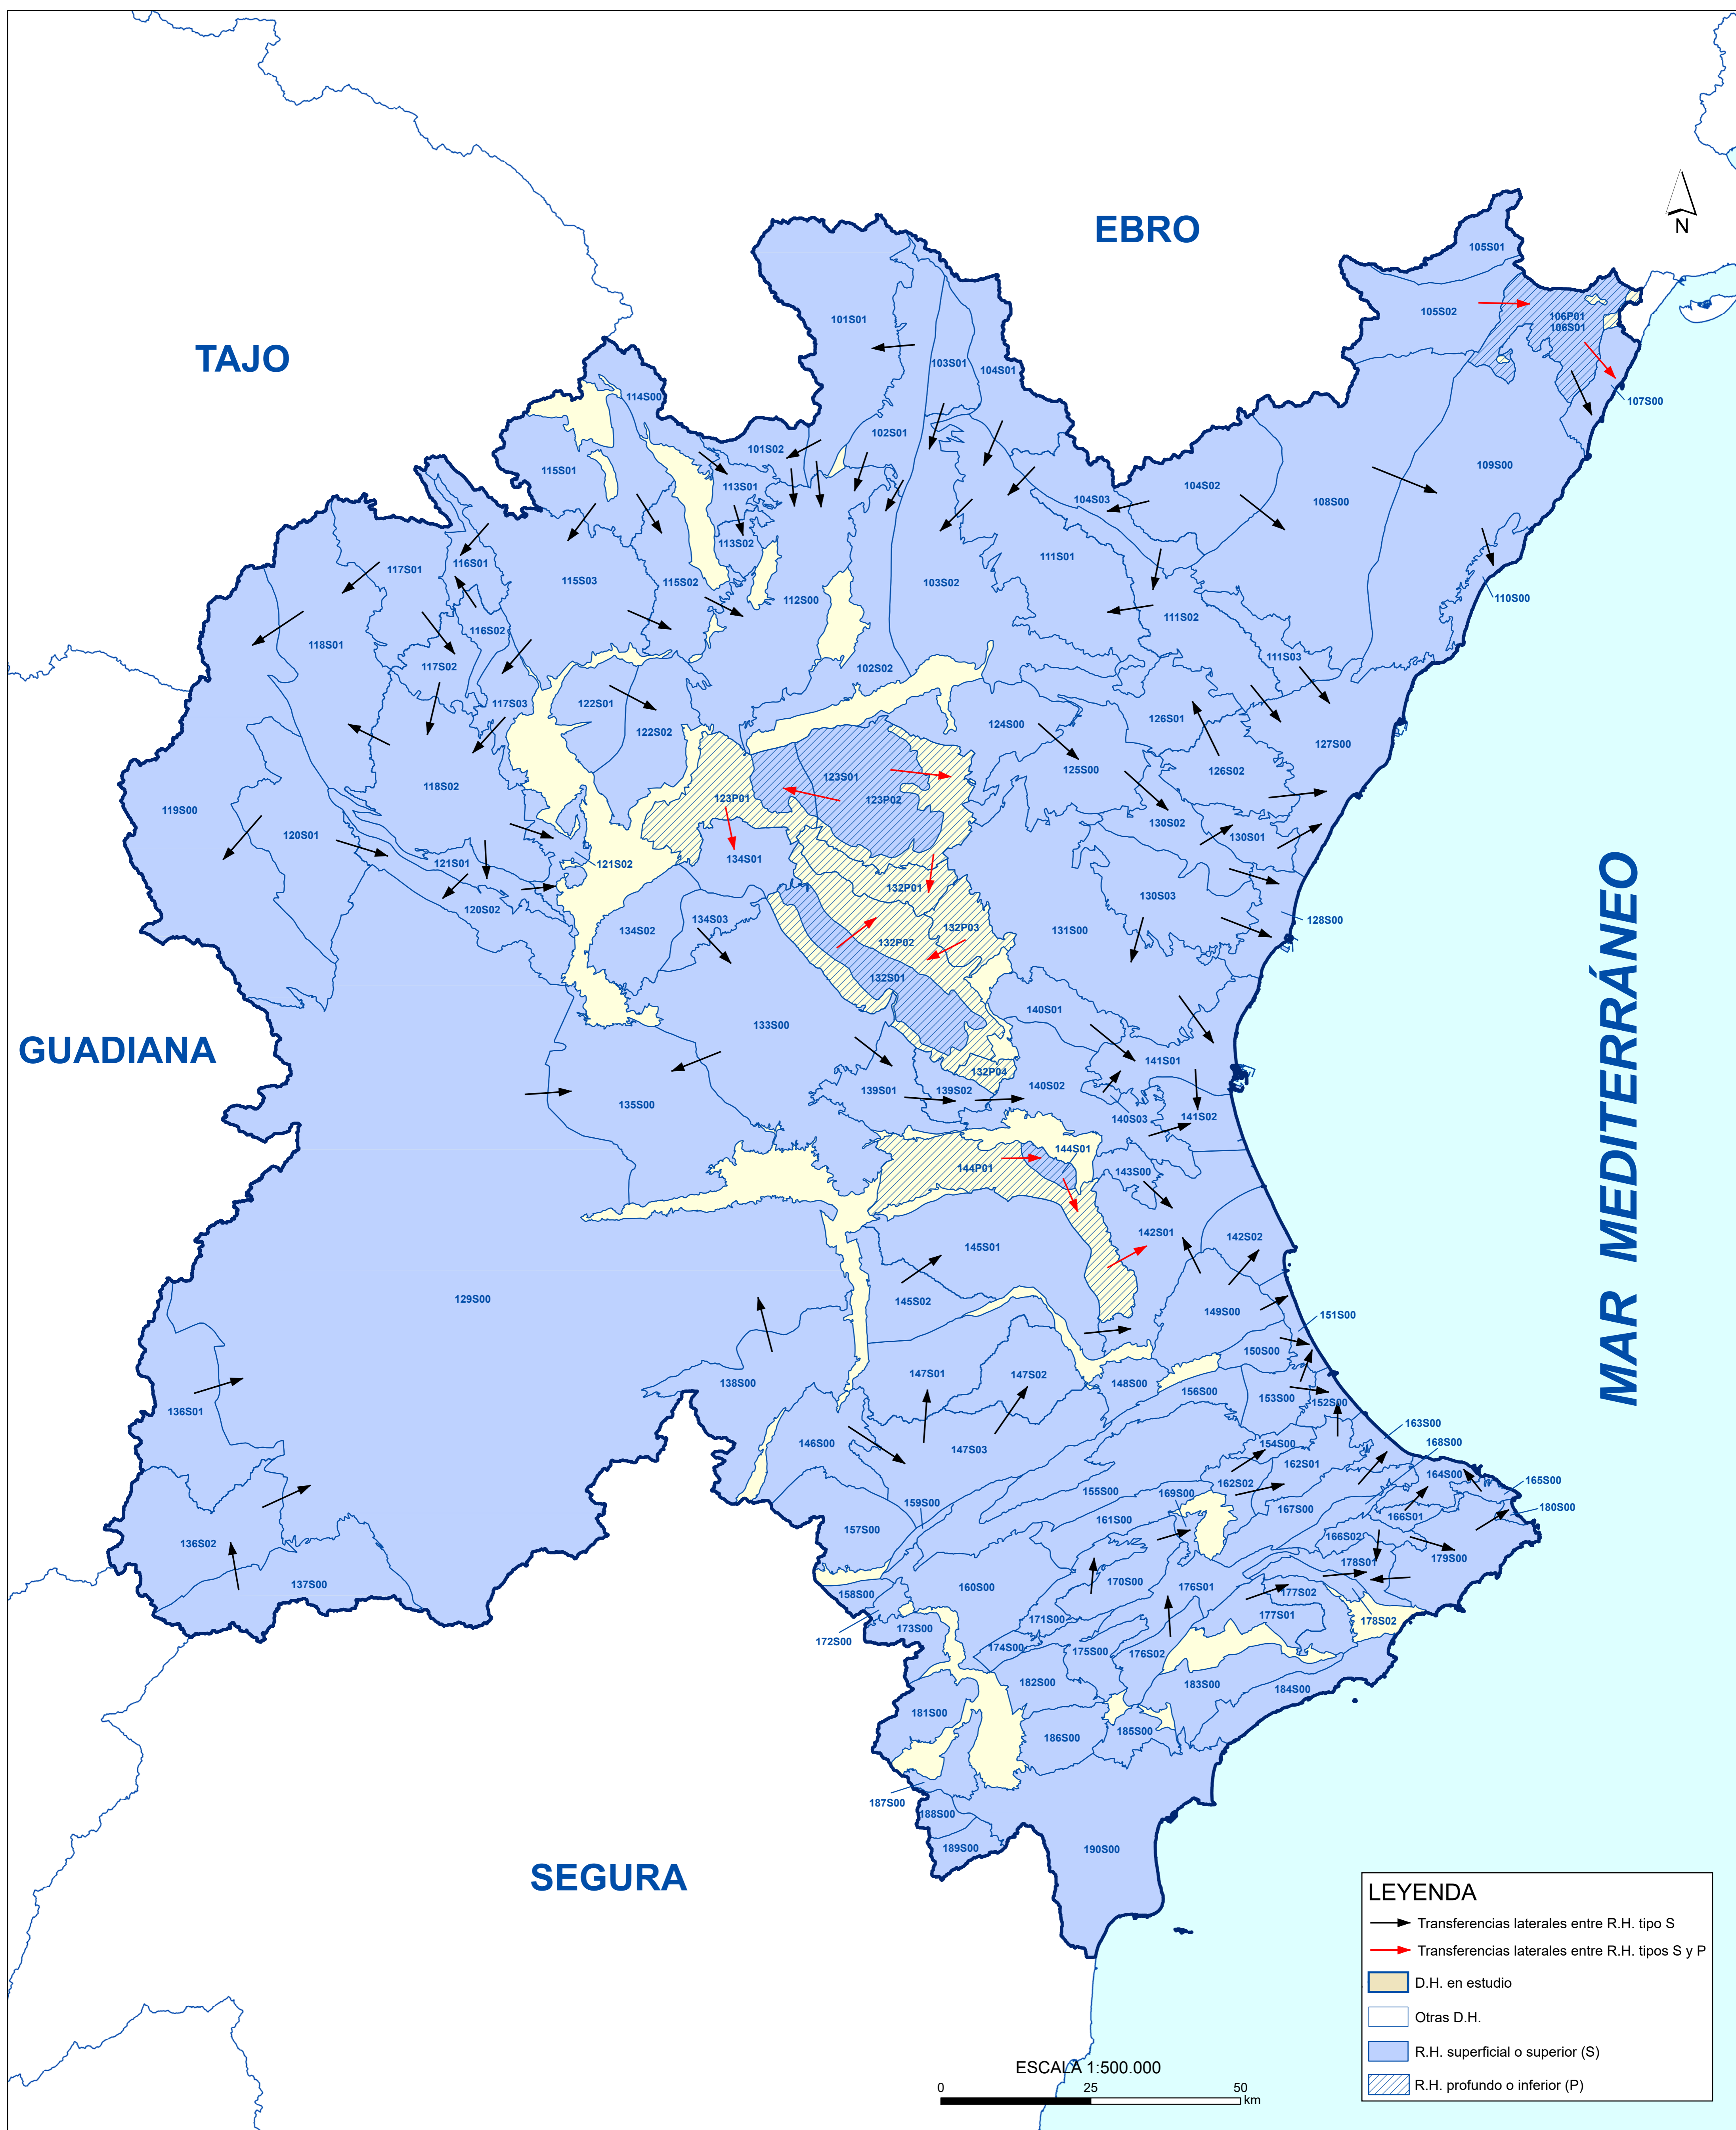 EBRO
N
105S01
105S02
106P01
106S01
101S01
TAJO
103S01
104S01
114S00
107S00
102S01
101S02
109S00
115S01
113S01
104S02
104S03
108S00
113S02
111S01
117S01
116S01
115S03
115S02
103S02
112S00
110S00
111S02
116S02
118S01
111S03
117S02
102S02
117S03
122S01
126S01
124S00
122S02
127S00
125S00
126S02
123S01
118S02
123P01
123P02
119S00
130S02
120S01
130S01
134S01
121S01
121S02
132P01
130S03
120S02
134S03
128S00
132P03
134S02
131S00
132P02
132S01
MAR MEDITERRÁNEO
140S01
133S00
GUADIANA
141S01
132P04
140S02
139S01
139S02
135S00
141S02
140S03
144S01
144P01
143S00
142S01
142S02
145S01
129S00
145S02
149S00
151S00
150S00
147S01
147S02
138S00
148S00
156S00
153S00
152S00
136S01
163S00
146S00
154S00
168S00
147S03
162S01
164S00
165S00
162S02
155S00
169S00
159S00
180S00
167S00
166S01
161S00
157S00
166S02
136S02
179S00
178S01
170S00
137S00
160S00
176S01
177S02
158S00
177S01
171S00
178S02
173S00
172S00
174S00
175S00
176S02
182S00
183S00
184S00
181S00
185S00
186S00
187S00
188S00
189S00
190S00
SEGURA
LEYENDA
Transferencias laterales entre R.H. tipo S
Transferencias laterales entre R.H. tipos S y P
D.H. en estudio
Otras D.H.
R.H. superficial o superior (S)
R.H. profundo o inferior (P)
ESCALA 1:500.000
0 25 50
km